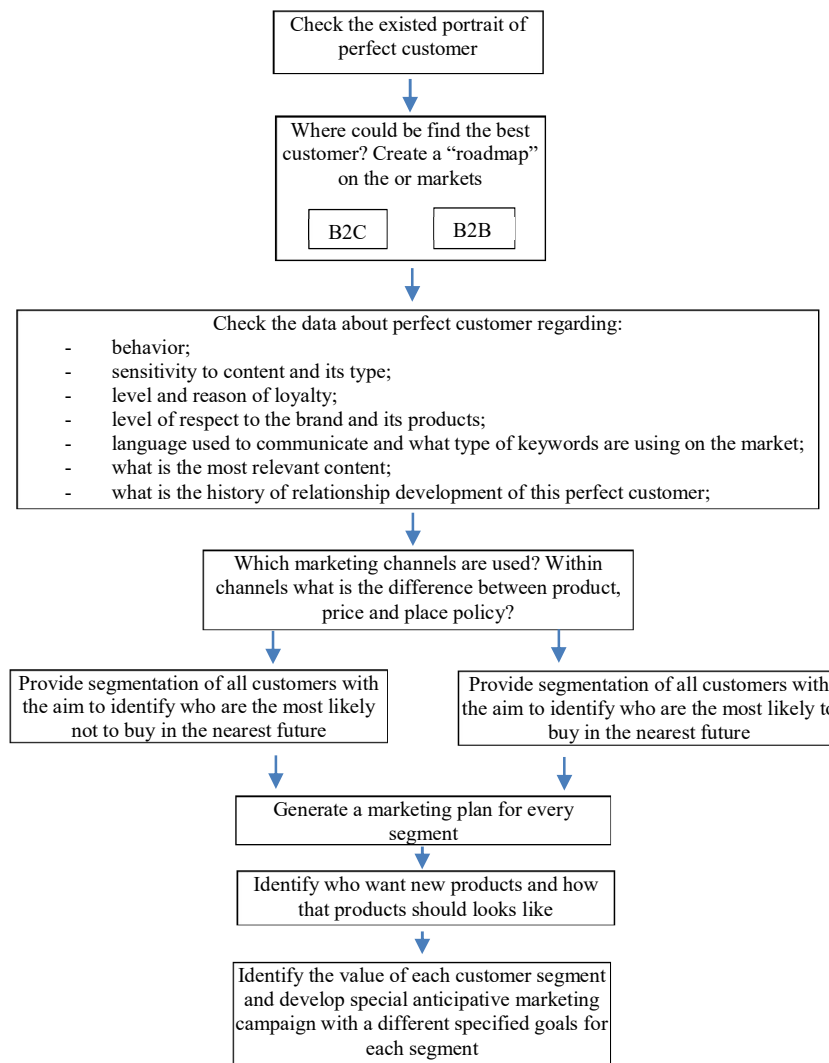 Check the existed portrait of
perfect customer
Where could be find the best
customer? Create a “roadmap”
on the or markets
B2C
B2B
Check the data about perfect customer regarding:
- behavior;
- sensitivity to content and its type;
- level and reason of loyalty;
- level of respect to the brand and its products;
- language used to communicate and what type of keywords are using on the market;
- what is the most relevant content;
- what is the history of relationship development of this perfect customer;
Which marketing channels are used? Within
channels what is the difference between product,
price and place policy?
Provide segmentation of all customers with
the aim to identify who are the most likely
not to buy in the nearest future
Provide segmentation of all customers with
the aim to identify who are the most likely to
buy in the nearest future
Generate a marketing plan for every
segment
Identify who want new products and how
that products should looks like
Identify the value of each customer segment
and develop special anticipative marketing
campaign with a different specified goals for
each segment